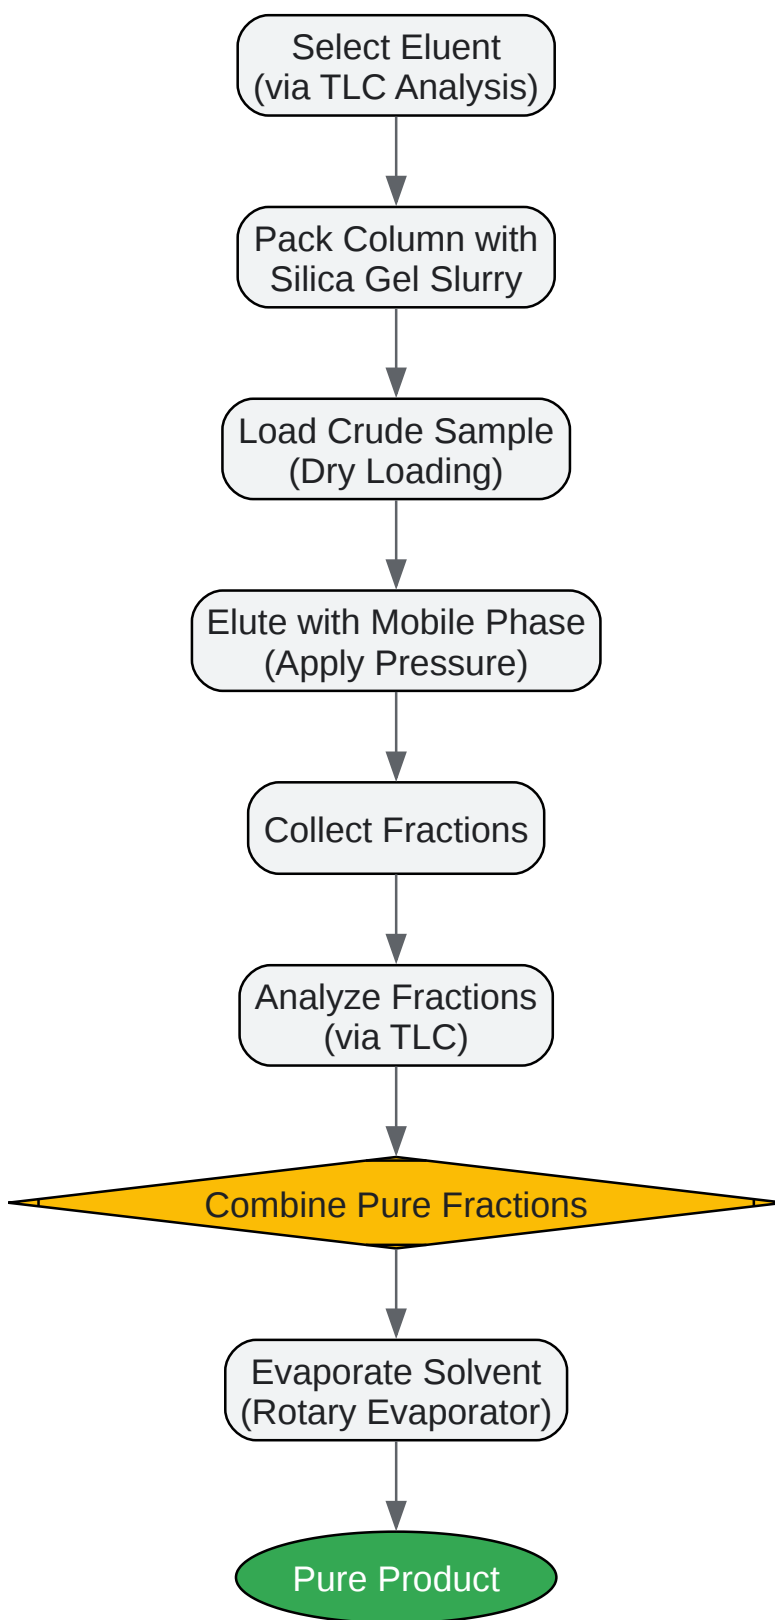 Select Eluent
(via TLC Analysis)
Pack Column with
Silica Gel Slurry
Load Crude Sample
(Dry Loading)
Elute with Mobile Phase
(Apply Pressure)
Collect Fractions
Analyze Fractions
(via TLC)
Combine Pure Fractions
Evaporate Solvent
(Rotary Evaporator)
Pure Product